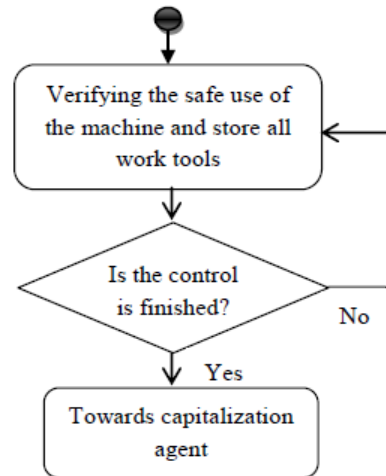 Verifying the safe use of
the machine and store all
work tools
Is the control
is finished?
No
Yes
Towards capitalization
agent